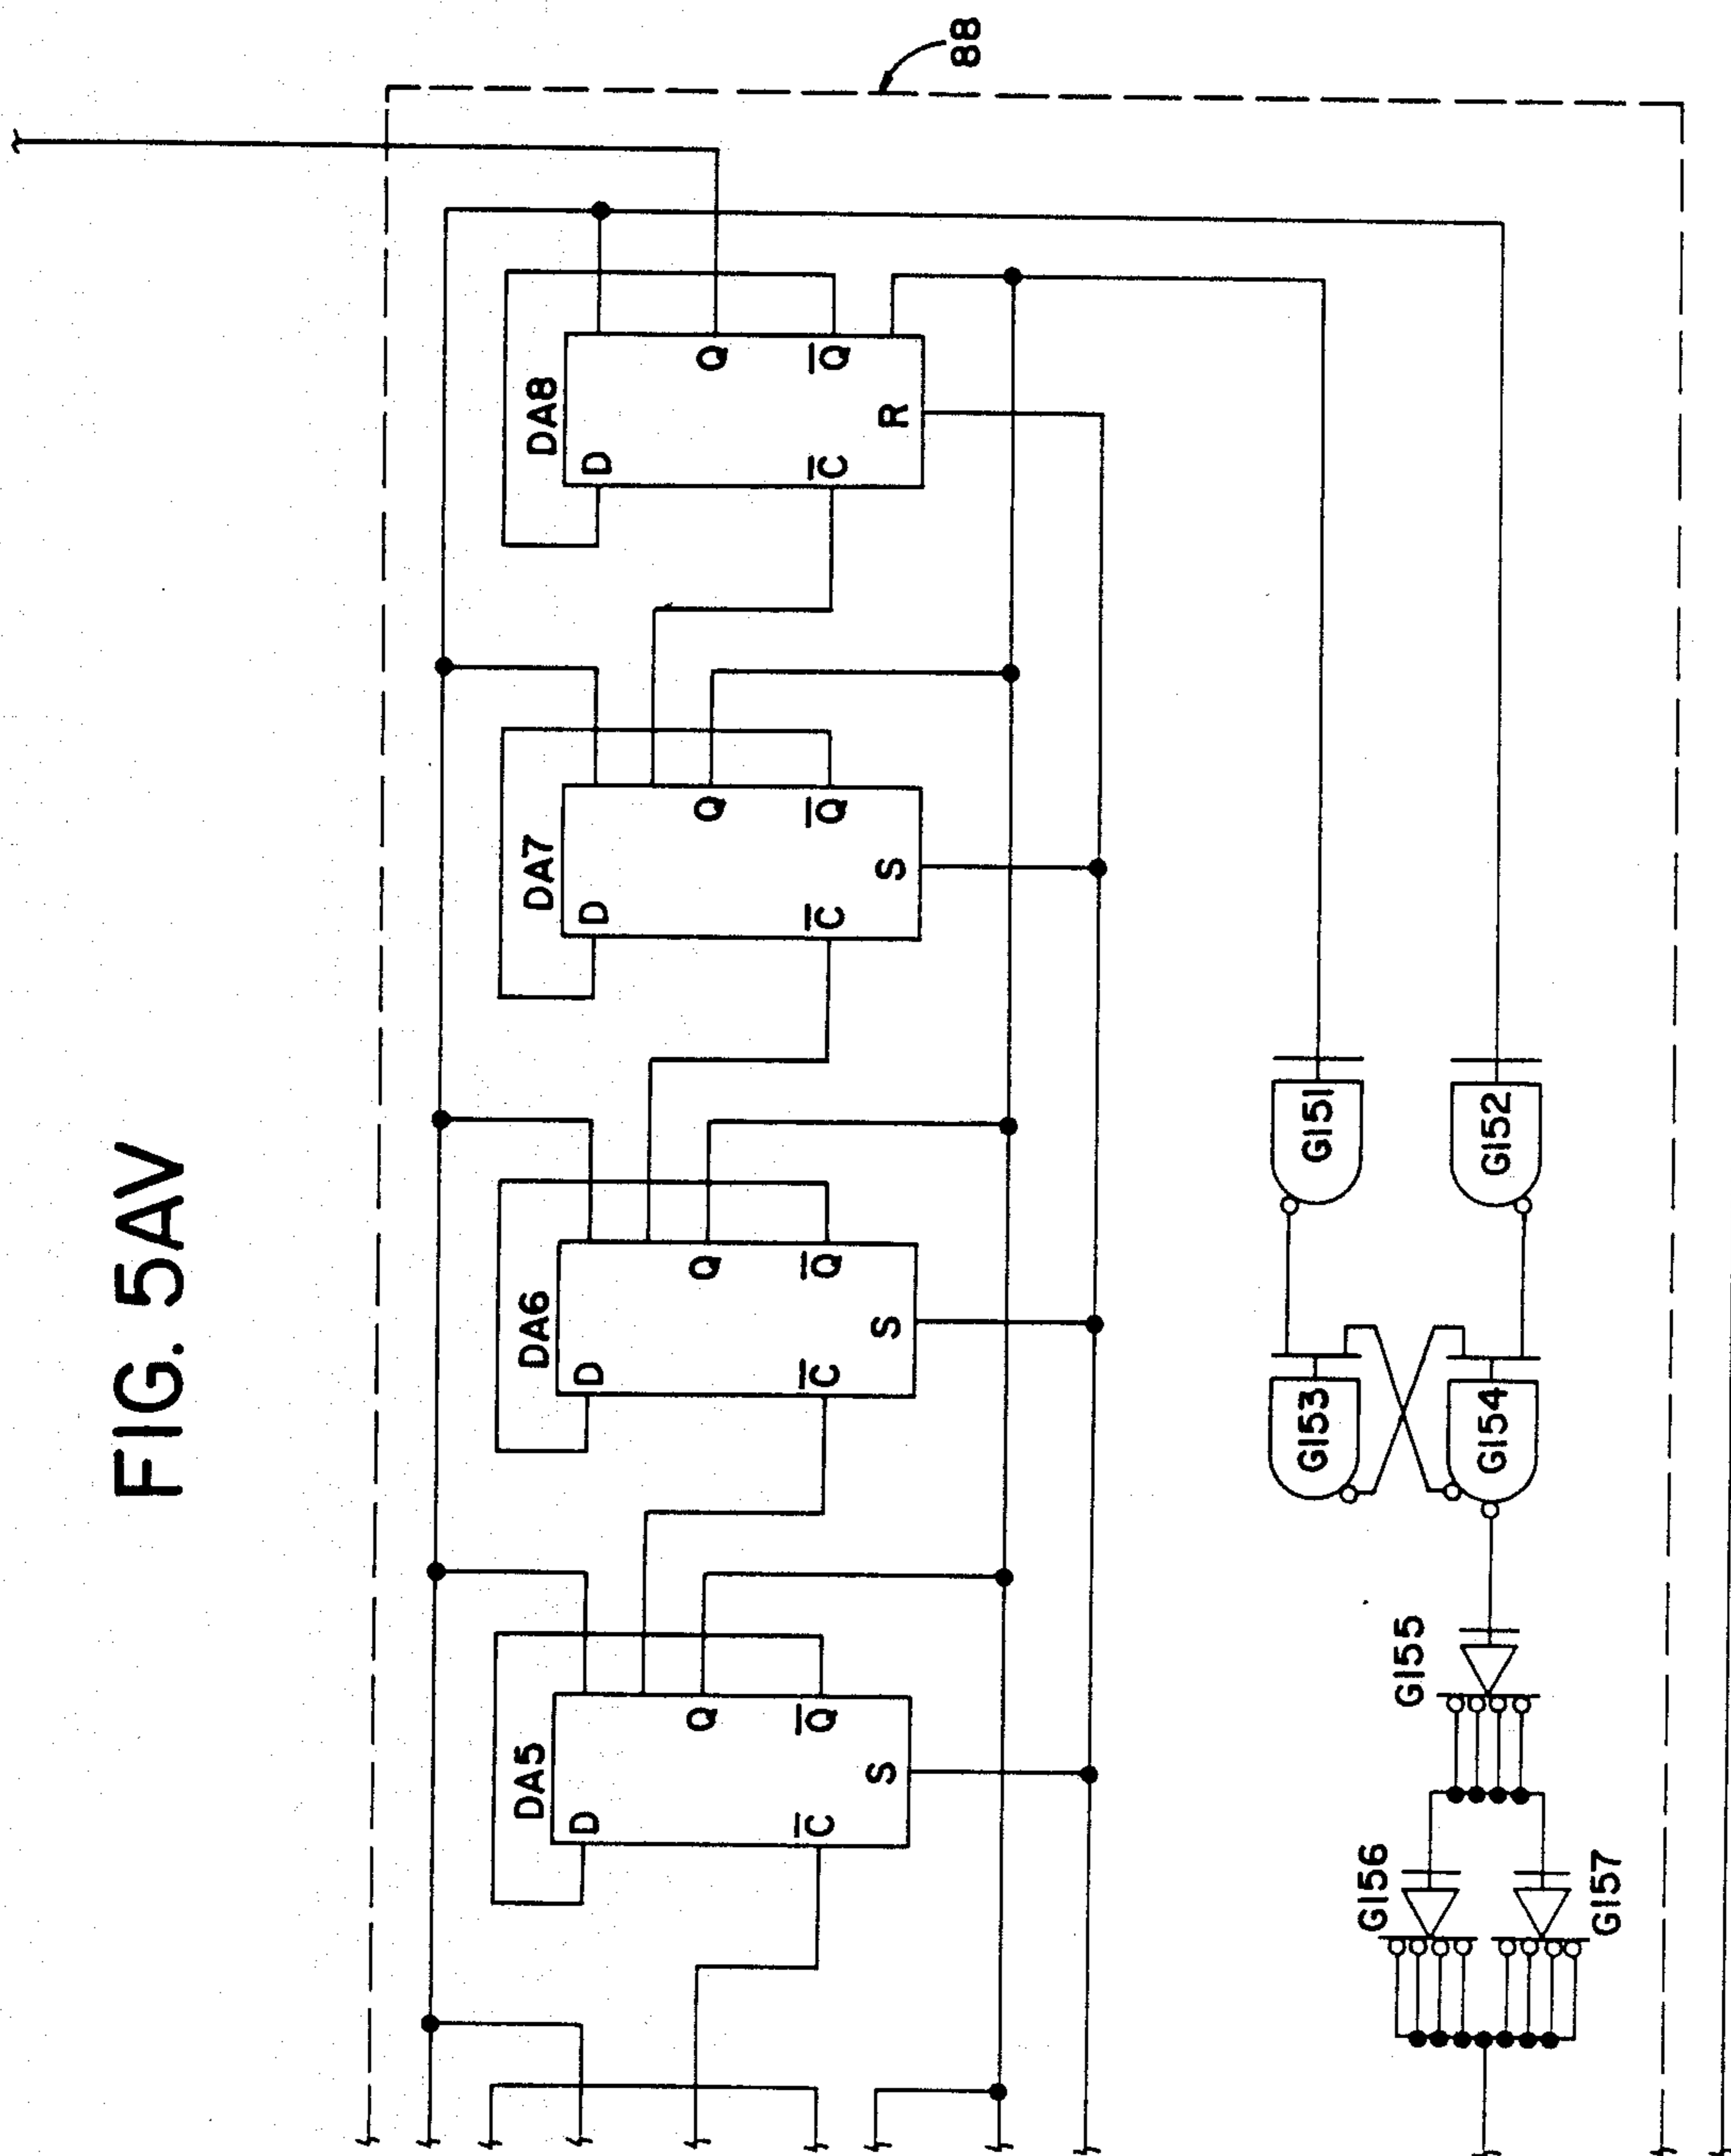 FIG. 5AV
88
DA5
D
Q
Q̅
C̅
S
DA6
D
Q
Q̅
C̅
S
DA7
D
Q
Q̅
C̅
S
DA8
D
Q
Q̅
C̅
R
G156
G157
G155
G153
G154
G151
G152